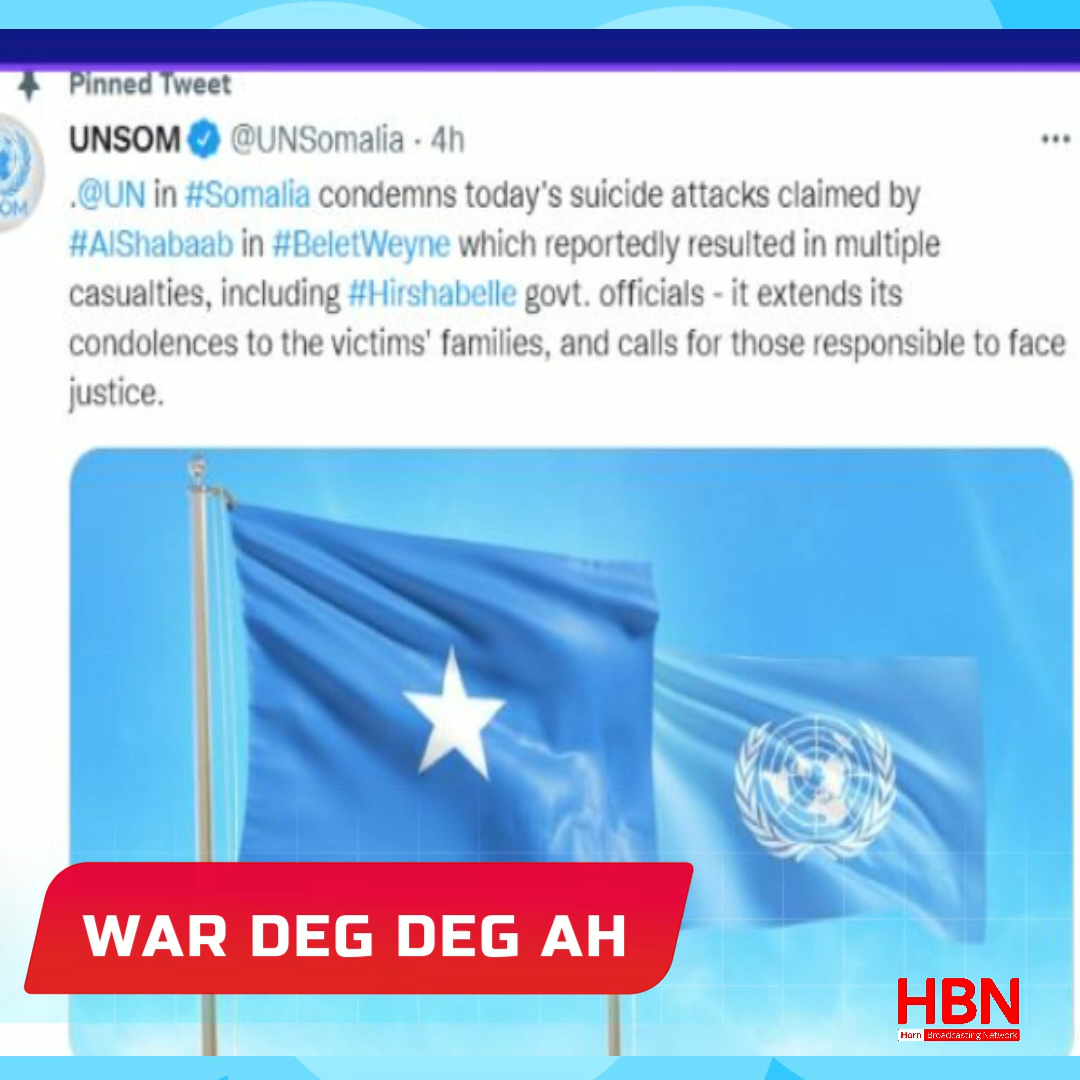 Pinned Tweet
UNSOM @UNSomalia · 4h
.@UN in #Somalia condemns today's suicide attacks claimed by
#AlShabaab in #BeletWeyne which reportedly resulted in multiple
casualties, including #Hirshabelle govt. officials - it extends its
condolences to the victims' families, and calls for those responsible to face
justice.
WAR DEG DEG AH
HBN
Horn Broadcasting Network